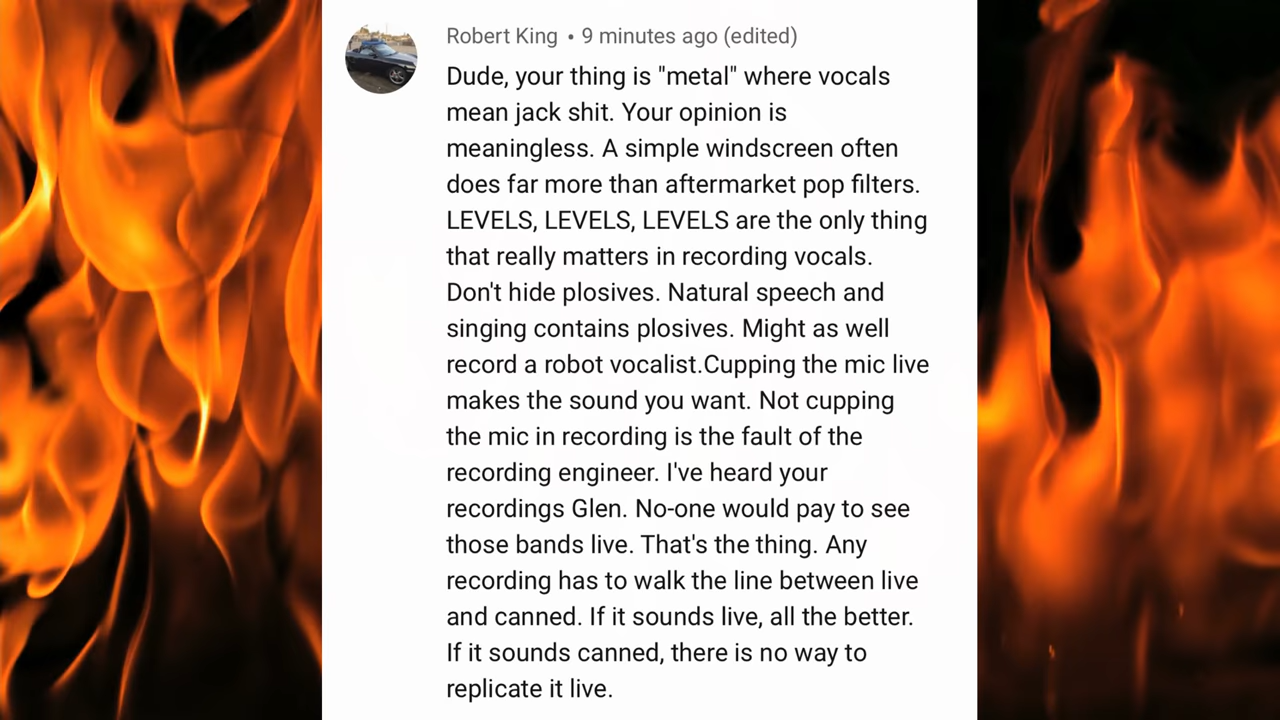 Robert King • 9 minutes ago (edited)
Dude, your thing is "metal" where vocals
mean jack shit. Your opinion is
meaningless. A simple windscreen often
does far more than aftermarket pop filters.
LEVELS, LEVELS, LEVELS are the only thing
that really matters in recording vocals.
Don't hide plosives. Natural speech and
singing contains plosives. Might as well
record a robot vocalist.Cupping the mic live
makes the sound you want. Not cupping
the mic in recording is the fault of the
recording engineer. I've heard your
recordings Glen. No-one would pay to see
those bands live. That's the thing. Any
recording has to walk the line between live
and canned. If it sounds live, all the better.
If it sounds canned, there is no way to
replicate it live.